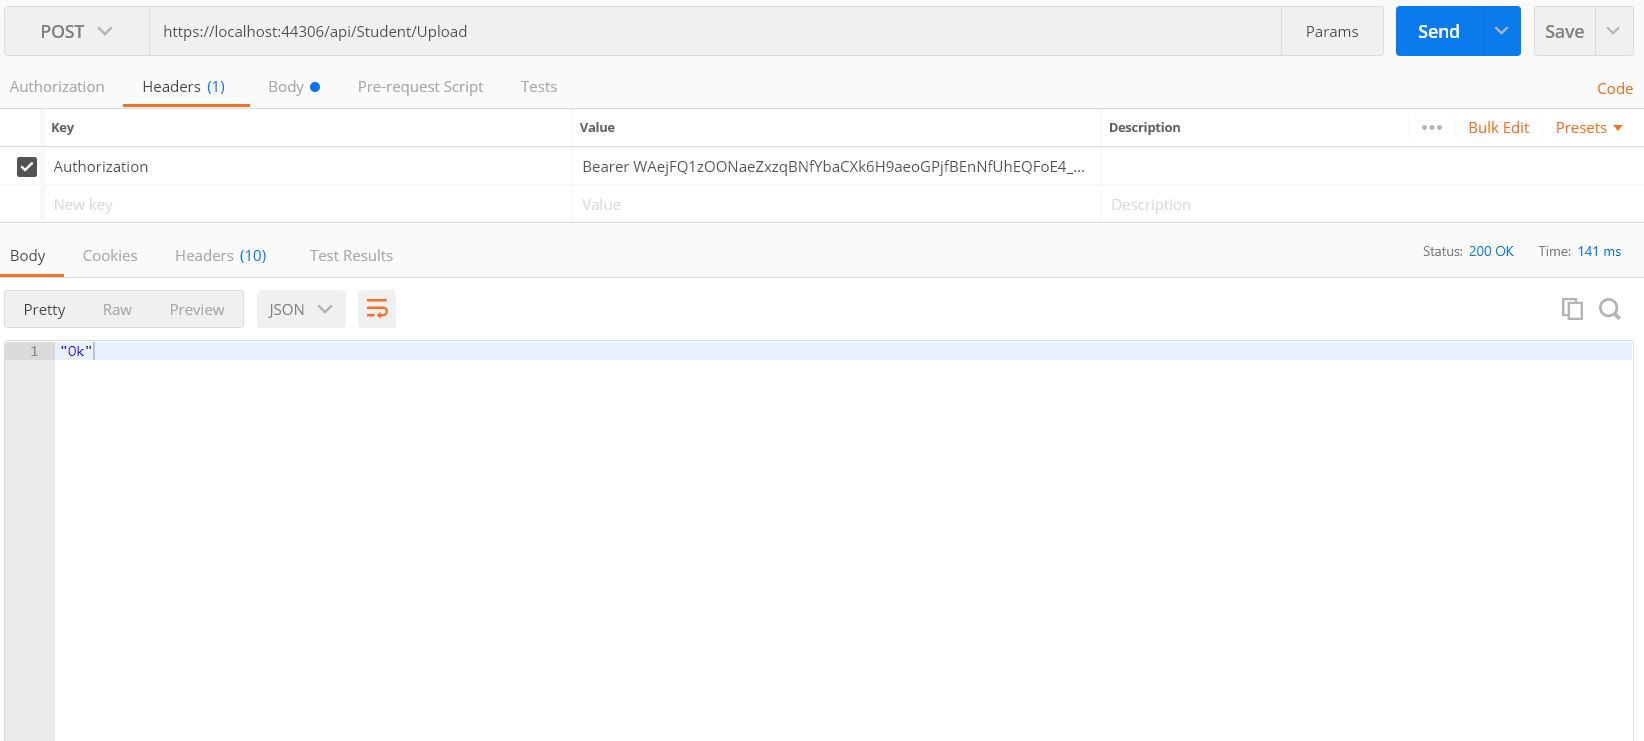 POST https://localhost:44306/api/Student/Upload Params Send Save
Authorization Headers (1) Body Pre-request Script Tests Code
Key Value Description Bulk Edit Presets
Authorization Bearer WAejFQ1zOONaeZxzqBNfYbaCXk6H9aeoGPjfBEnNfUhEQFoE4_...
New key Value Description
Body Cookies Headers (10) Test Results Status: 200 OK Time: 141 ms
Pretty Raw Preview JSON
1 "Ok"